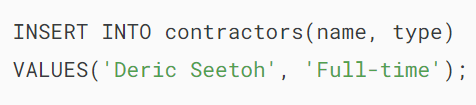 INSERT INTO contractors(name, type)
VALUES('Deric Seetoh', 'Full-time');